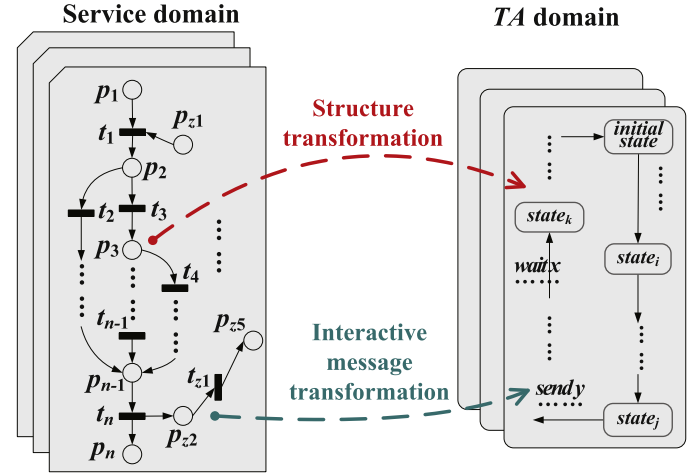 Service domain
TA domain
p1
t1
pz1
p2
t2
t3
p3
t4
tn-1
pn-1
pz5
tz1
tn
pz2
pn
Structure
transformation
Interactive
message
transformation
initial
state
statek
statei
wait x
send y
statej